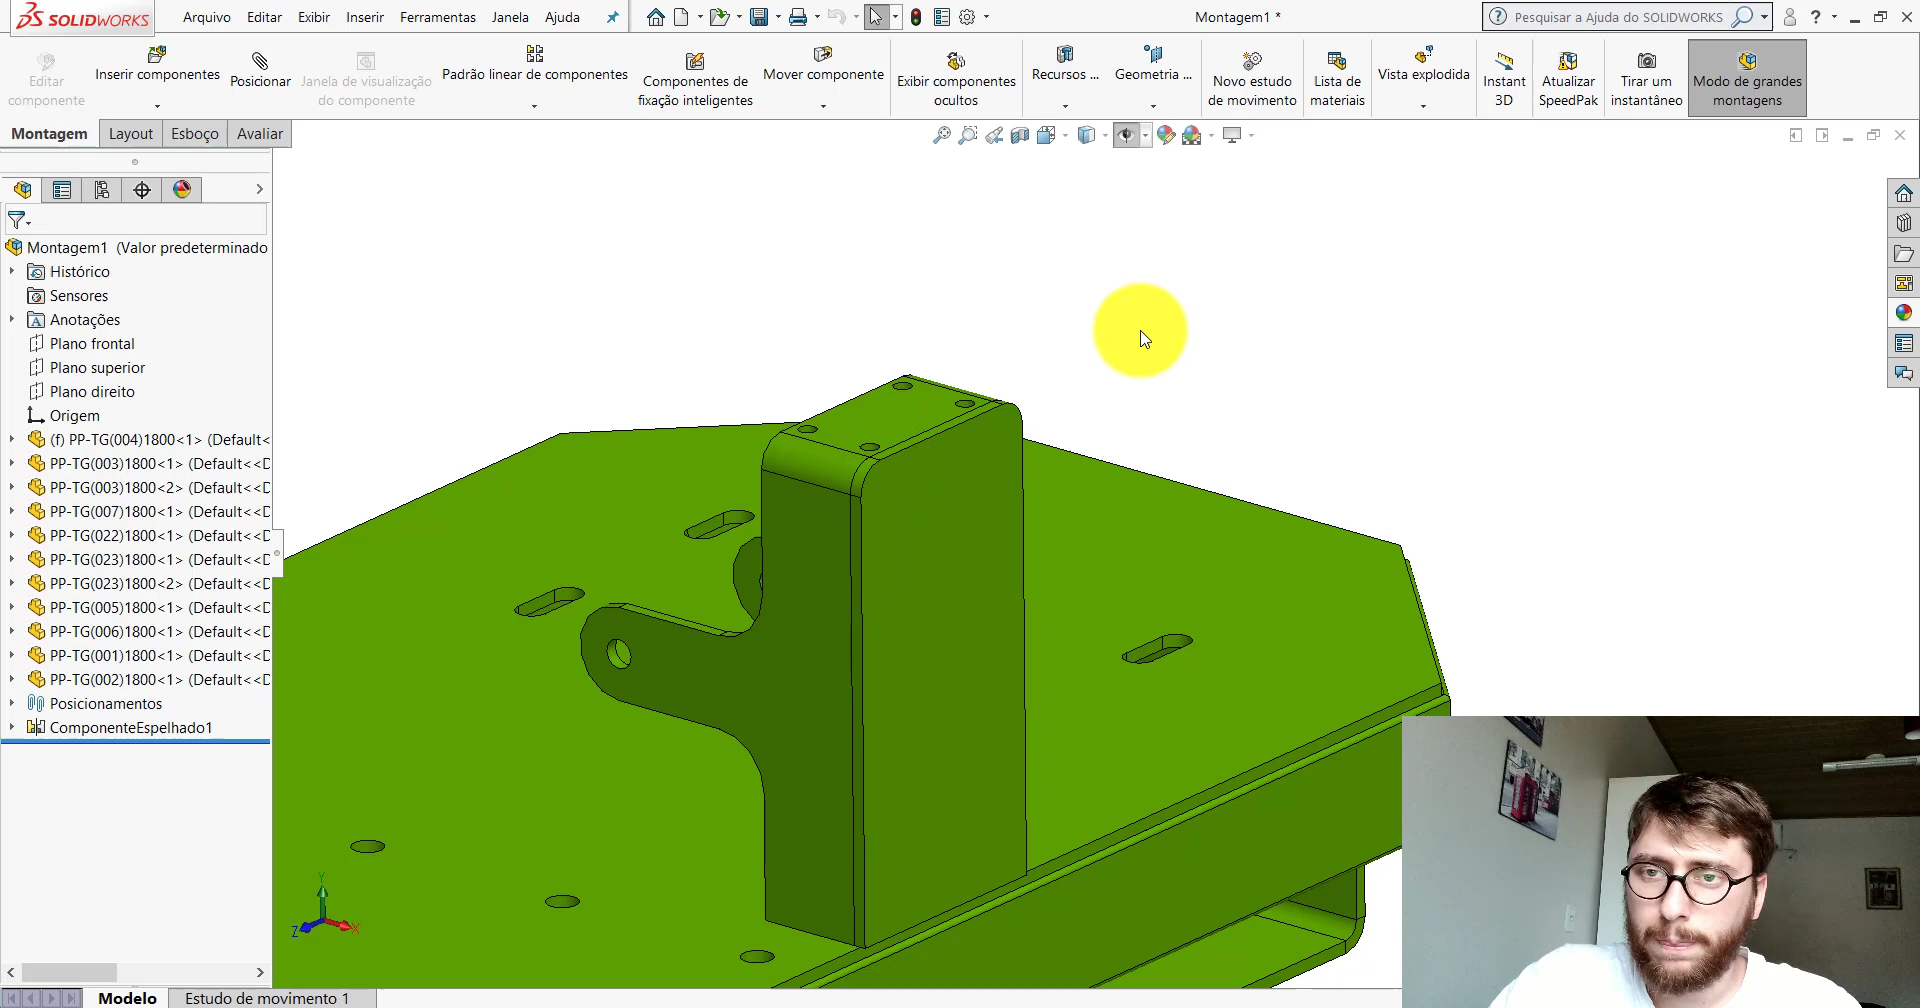 SOLIDWORKS
Arquivo Editar Exibir Inserir Ferramentas Janela Ajuda
Montagem1 *
Pesquisar a Ajuda do SOLIDWORKS
Editar componente
Inserir componentes
Posicionar
Janela de visualização do componente
Padrão linear de componentes
Componentes de fixação inteligentes
Mover componente
Exibir componentes ocultos
Recursos ...
Geometria ...
Novo estudo de movimento
Lista de materiais
Vista explodida
Instant 3D
Atualizar SpeedPak
Tirar um instantâneo
Modo de grandes montagens
Montagem Layout Esboço Avaliar
Montagem1 (Valor predeterminado
Histórico
Sensores
Anotações
Plano frontal
Plano superior
Plano direito
Origem
(f) PP-TG(004)1800<1> (Default<
PP-TG(003)1800<1> (Default<<D
PP-TG(003)1800<2> (Default<<D
PP-TG(007)1800<1> (Default<<D
PP-TG(022)1800<1> (Default<<D
PP-TG(023)1800<1> (Default<<D
PP-TG(023)1800<2> (Default<<D
PP-TG(005)1800<1> (Default<<D
PP-TG(006)1800<1> (Default<<D
PP-TG(001)1800<1> (Default<<D
PP-TG(002)1800<1> (Default<<D
Posicionamentos
ComponenteEspelhado1
Y
Z X
Modelo Estudo de movimento 1